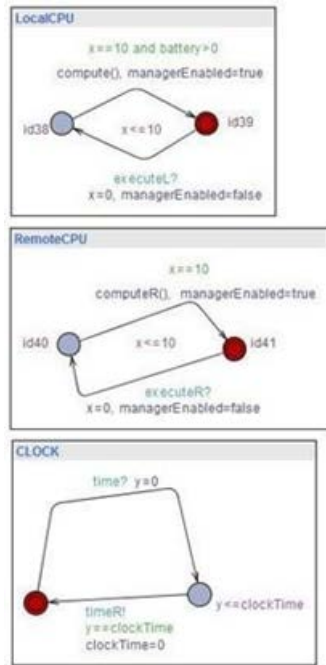 LocalCPU
x==10 and battery>0
compute(), managerEnabled=true
id38
x<=10
id39
executeL?
x=0, managerEnabled=false
RemoteCPU
x==10
computeR(), managerEnabled=true
id40
x<=10
id41
executeR?
x=0, managerEnabled=false
CLOCK
time? y=0
y<=clockTime
timeR!
y==clockTime
clockTime=0